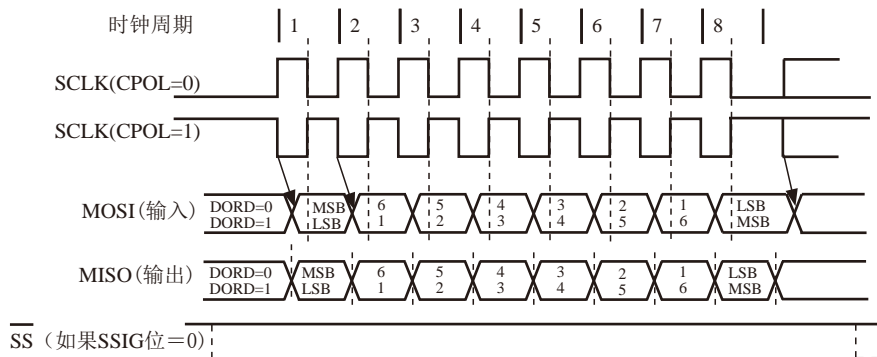 时钟周期 1 2 3 4 5 6 7 8
SCLK(CPOL=0)
SCLK(CPOL=1)
MOSI(输入) DORD=0 MSB 6 5 4 3 2 1 LSB
DORD=1 LSB 1 2 3 4 5 6 MSB
MISO(输出) DORD=0 MSB 6 5 4 3 2 1 LSB
DORD=1 LSB 1 2 3 4 5 6 MSB
SS（如果SSIG位＝0)